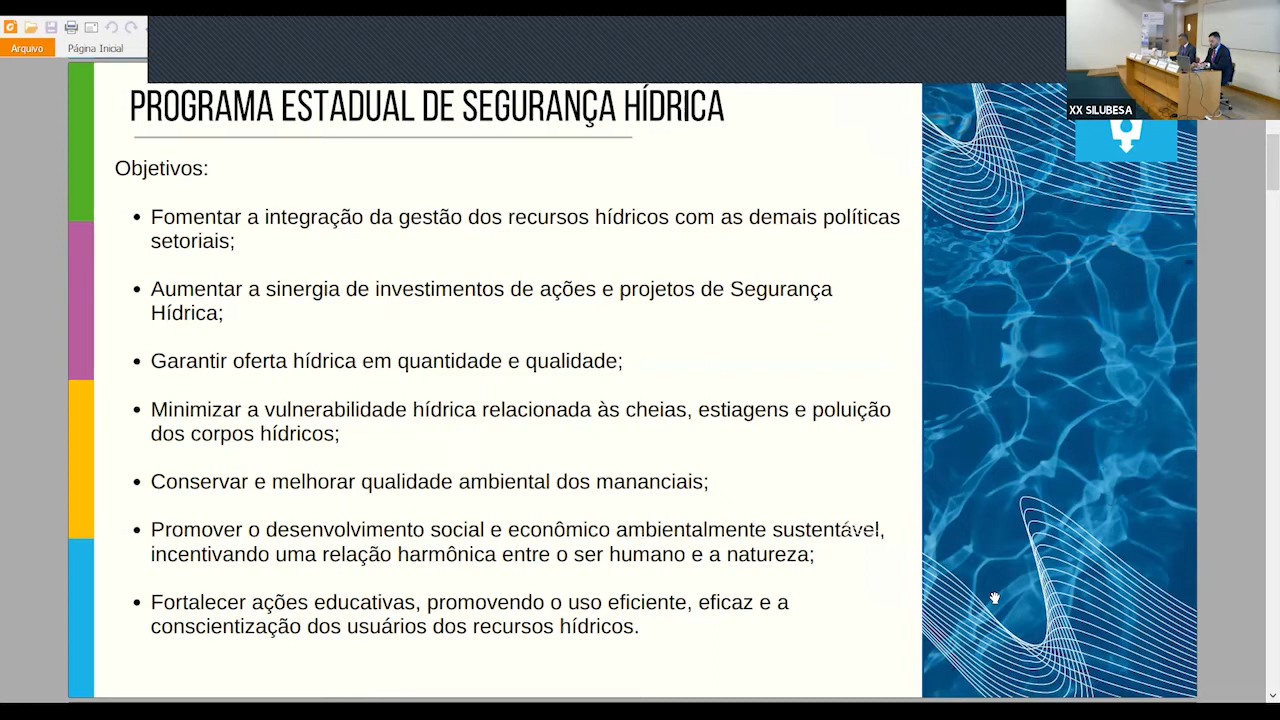 Arquivo
Página Inicial
XX SILUBESA
PROGRAMA ESTADUAL DE SEGURANÇA HÍDRICA
Objetivos:
• Fomentar a integração da gestão dos recursos hídricos com as demais políticas
setoriais;
• Aumentar a sinergia de investimentos de ações e projetos de Segurança
Hídrica;
• Garantir oferta hídrica em quantidade e qualidade;
• Minimizar a vulnerabilidade hídrica relacionada às cheias, estiagens e poluição
dos corpos hídricos;
• Conservar e melhorar qualidade ambiental dos mananciais;
• Promover o desenvolvimento social e econômico ambientalmente sustentável,
incentivando uma relação harmônica entre o ser humano e a natureza;
• Fortalecer ações educativas, promovendo o uso eficiente, eficaz e a
conscientização dos usuários dos recursos hídricos.